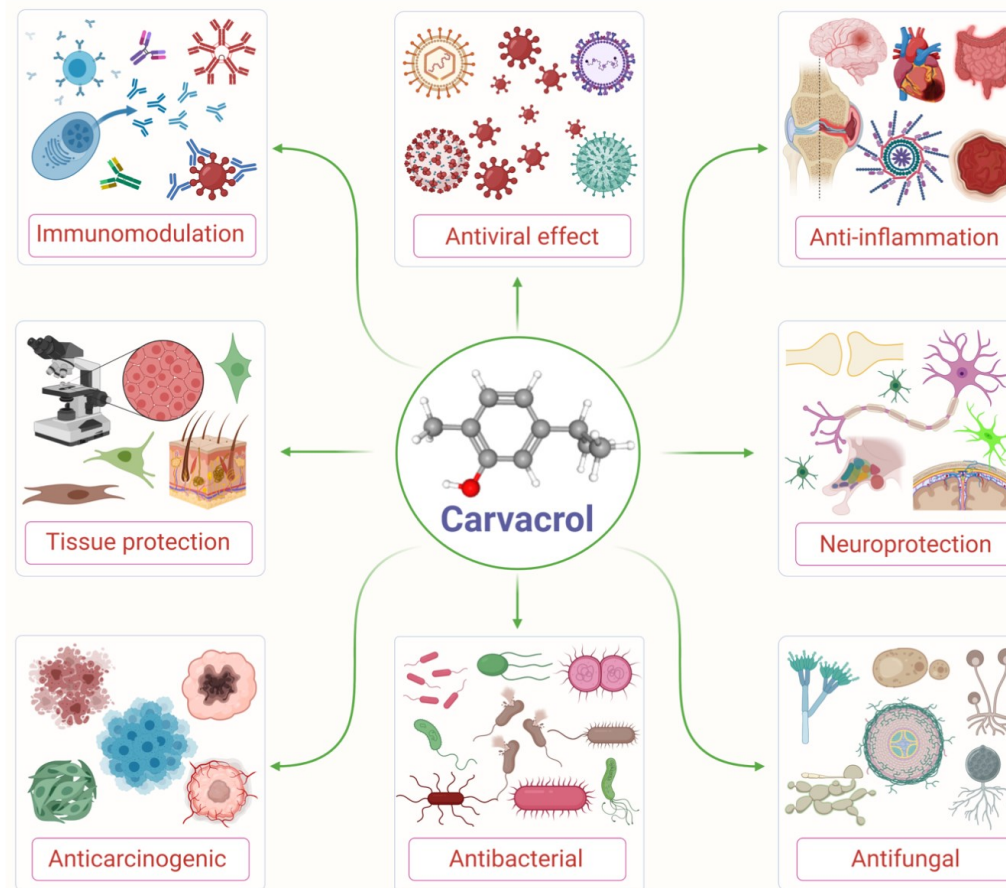 Immunomodulation
Antiviral effect
Anti-inflammation
Tissue protection
Carvacrol
Neuroprotection
Anticarcinogenic
Antibacterial
Antifungal